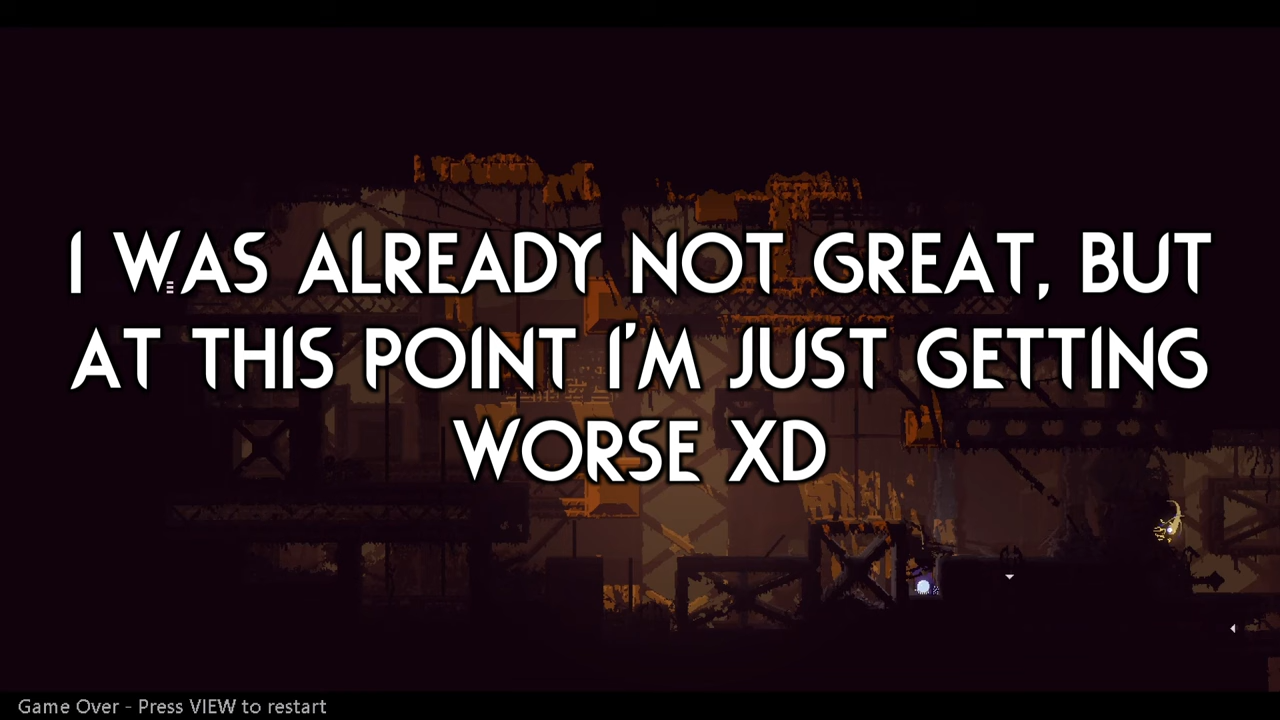 I WAS ALREADY NOT GREAT, BUT
AT THIS POINT I'M JUST GETTING
WORSE XD
Game Over - Press VIEW to restart